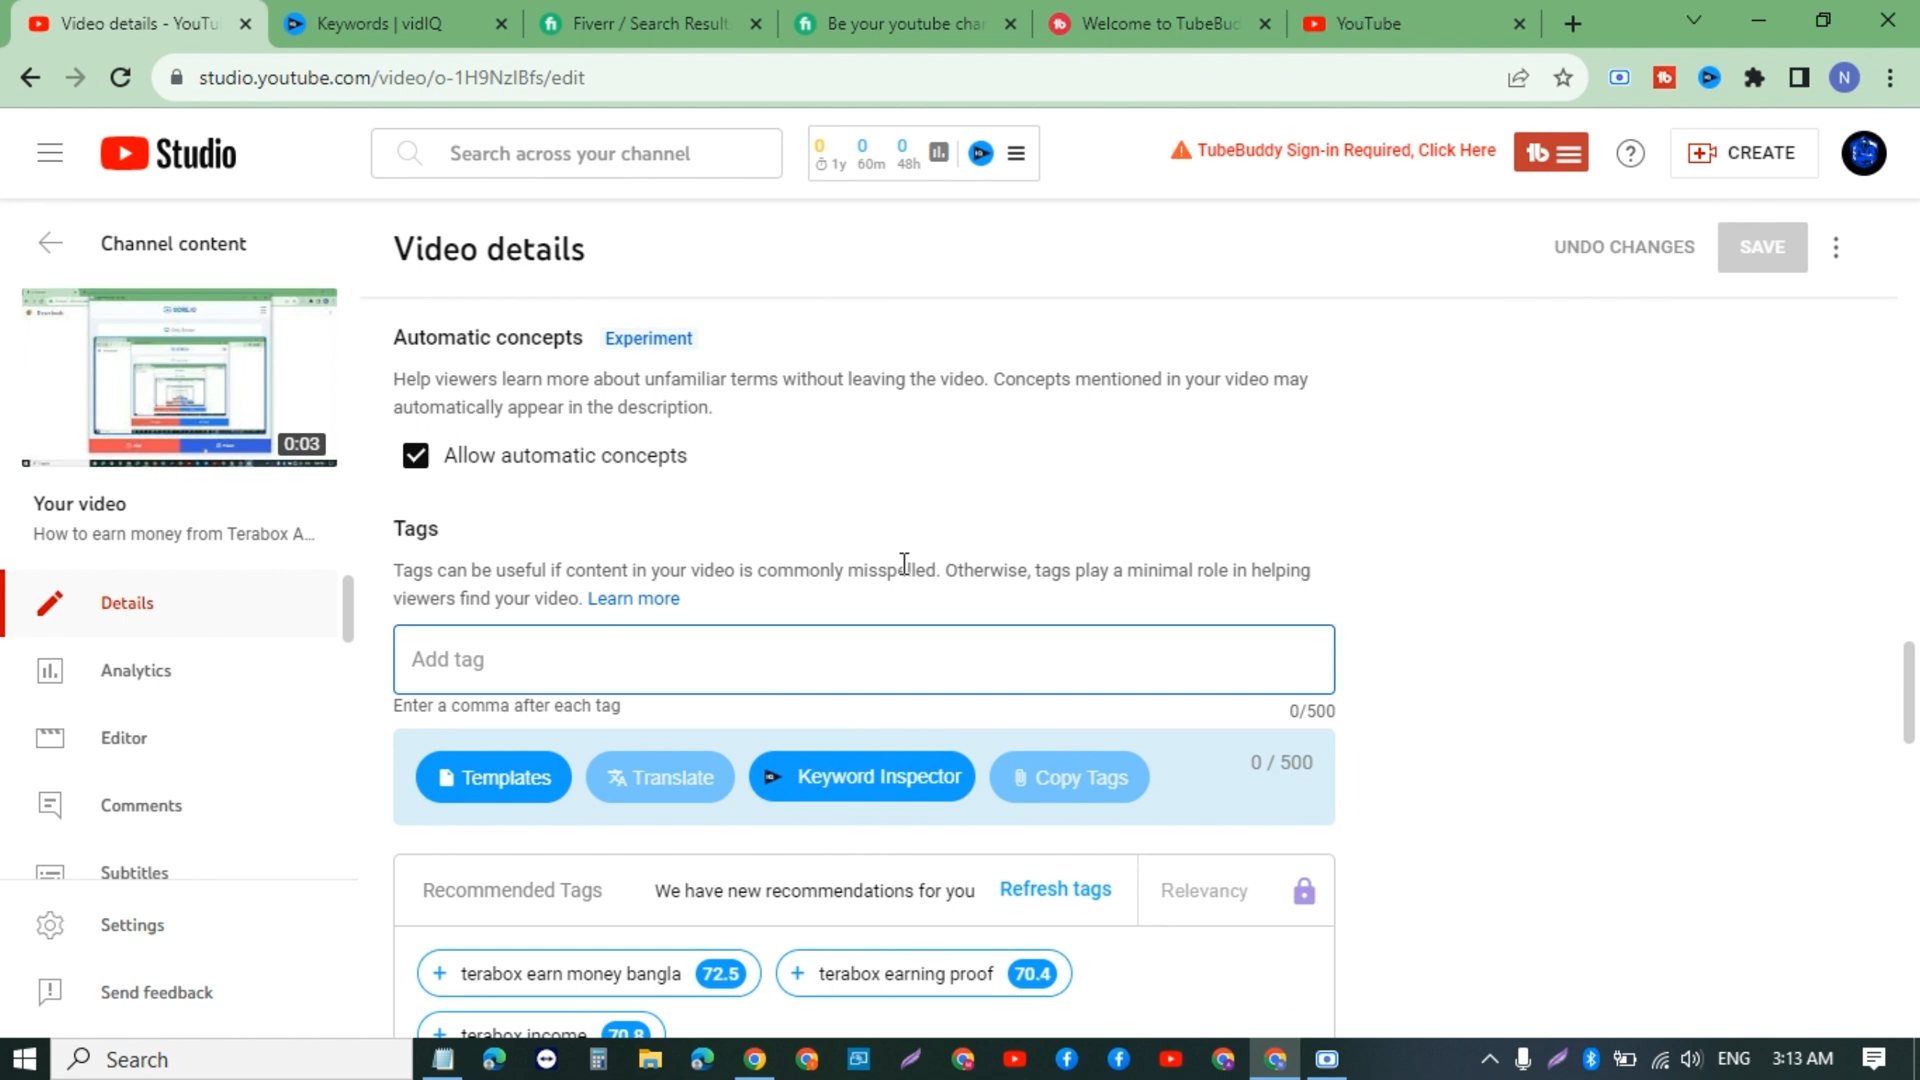 Video details - YouTu
Keywords | vidIQ
Fiverr / Search Result
Be your youtube cha
Welcome to TubeBud
YouTube
studio.youtube.com/video/o-1H9NzIBfs/edit
N
Studio
Search across your channel
0 0 0
1y 60m 48h
TubeBuddy Sign-in Required, Click Here
tb
CREATE
Channel content
Video details
UNDO CHANGES
SAVE
0:03
Your video
How to earn money from Terabox A...
Details
Analytics
Editor
Comments
Subtitles
Settings
Send feedback
Automatic concepts Experiment
Help viewers learn more about unfamiliar terms without leaving the video. Concepts mentioned in your video may
automatically appear in the description.
Allow automatic concepts
Tags
Tags can be useful if content in your video is commonly misspelled. Otherwise, tags play a minimal role in helping
viewers find your video. Learn more
Add tag
Enter a comma after each tag
0/500
Templates
Translate
Keyword Inspector
Copy Tags
0 / 500
Recommended Tags
We have new recommendations for you
Refresh tags
Relevancy
+ terabox earn money bangla 72.5
+ terabox earning proof 70.4
+ terabox income 70.8
Search
ENG
3:13 AM